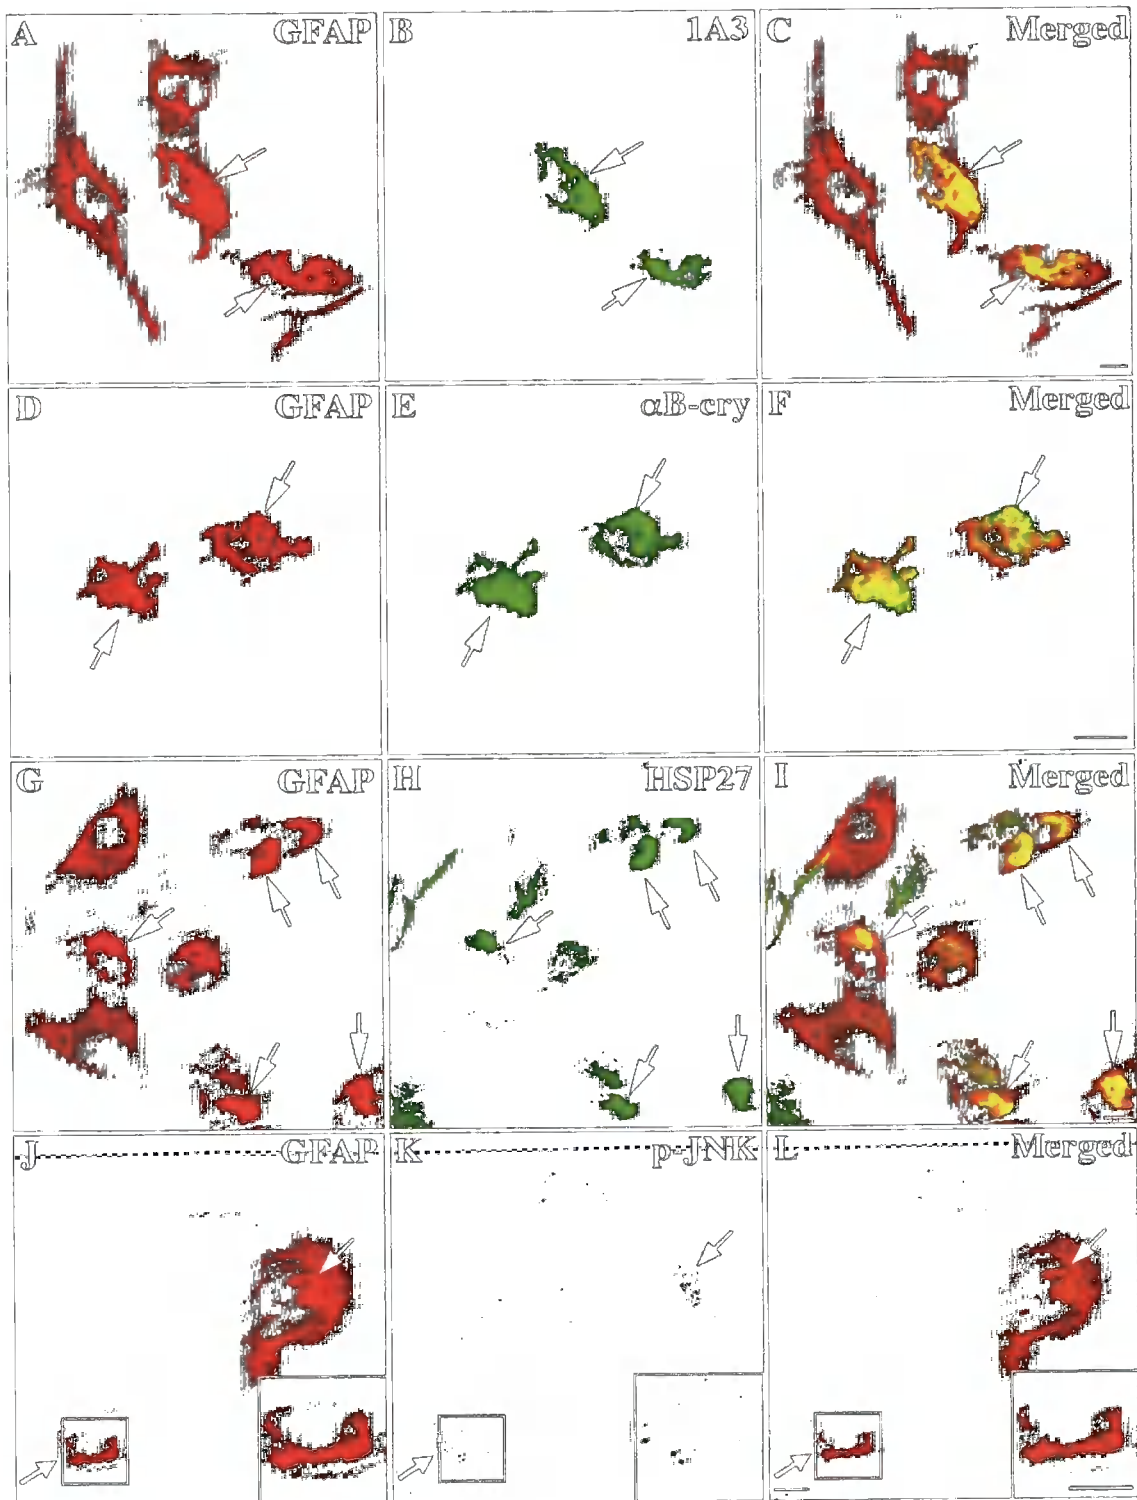 A GFAP B 1A3 C Merged
D GFAP E αB-cry F Merged
G GFAP H HSP27 I Merged
J GFAP K p-JNK L Merged